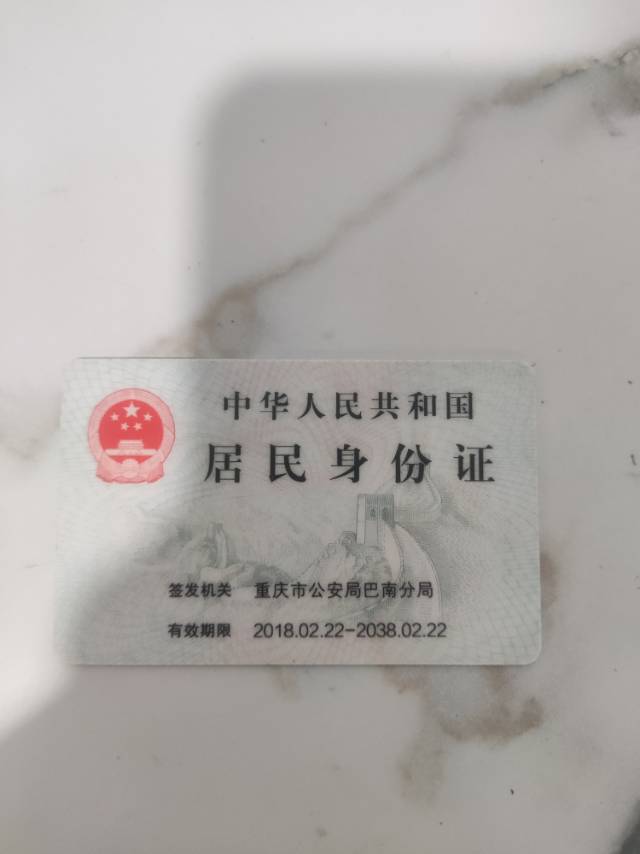 中华人民共和国
居民身份证
签发机关 重庆市公安局巴南分局
有效期限 2018.02.22-2038.02.22